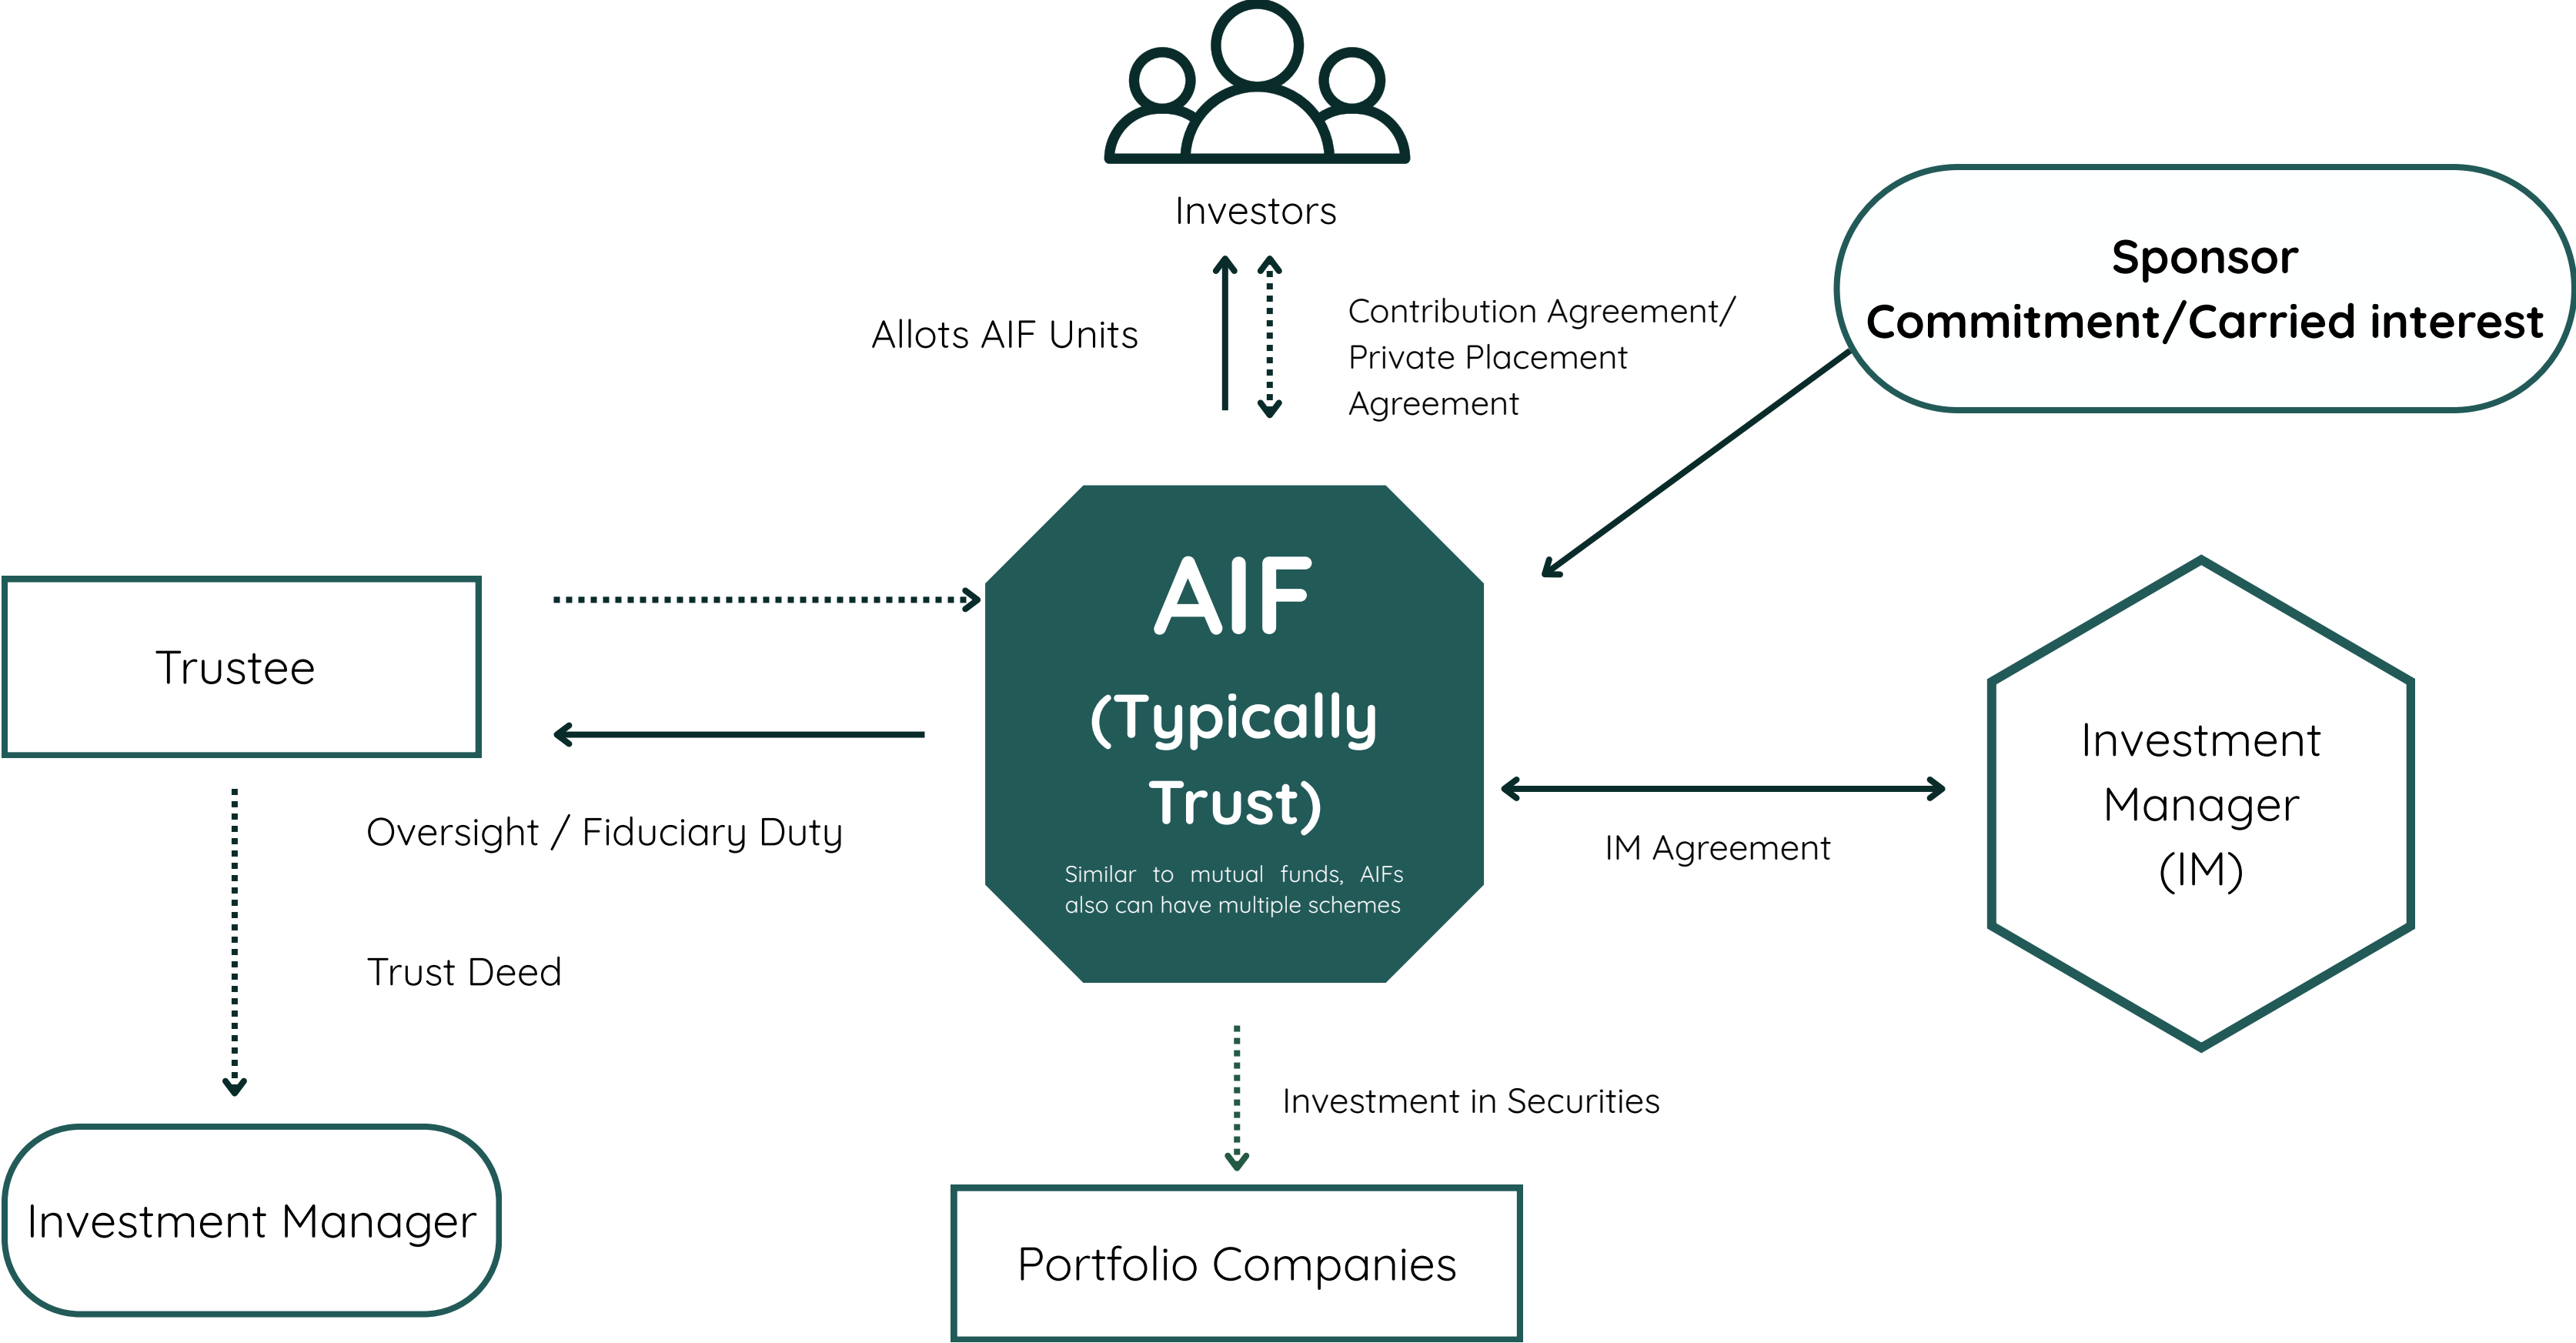 Investors
Allots AIF Units
Contribution Agreement/
Private Placement
Agreement
Sponsor
Commitment/Carried interest
Trustee
AIF
(Typically
Trust)
Similar to mutual funds, AIFs
also can have multiple schemes
Oversight / Fiduciary Duty
Trust Deed
IM Agreement
Investment
Manager
(IM)
Investment in Securities
Investment Manager
Portfolio Companies